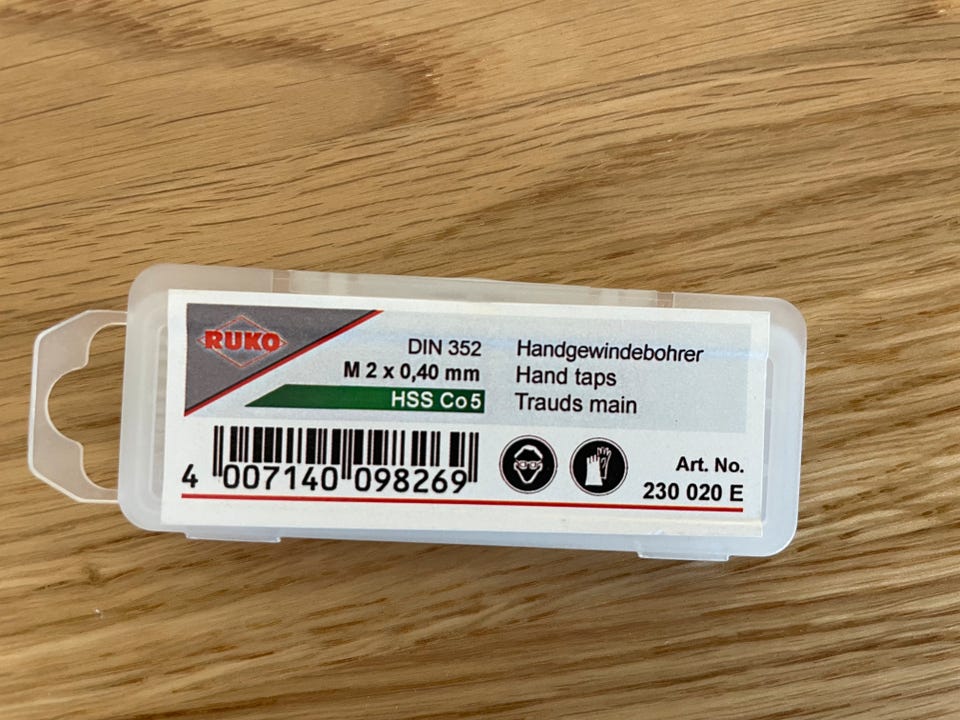 RUKO
DIN 352
M 2 x 0,40 mm
HSS Co 5
Handgewindebohrer
Hand taps
Trauds main
4 007140 098269
Art. No.
230 020 E